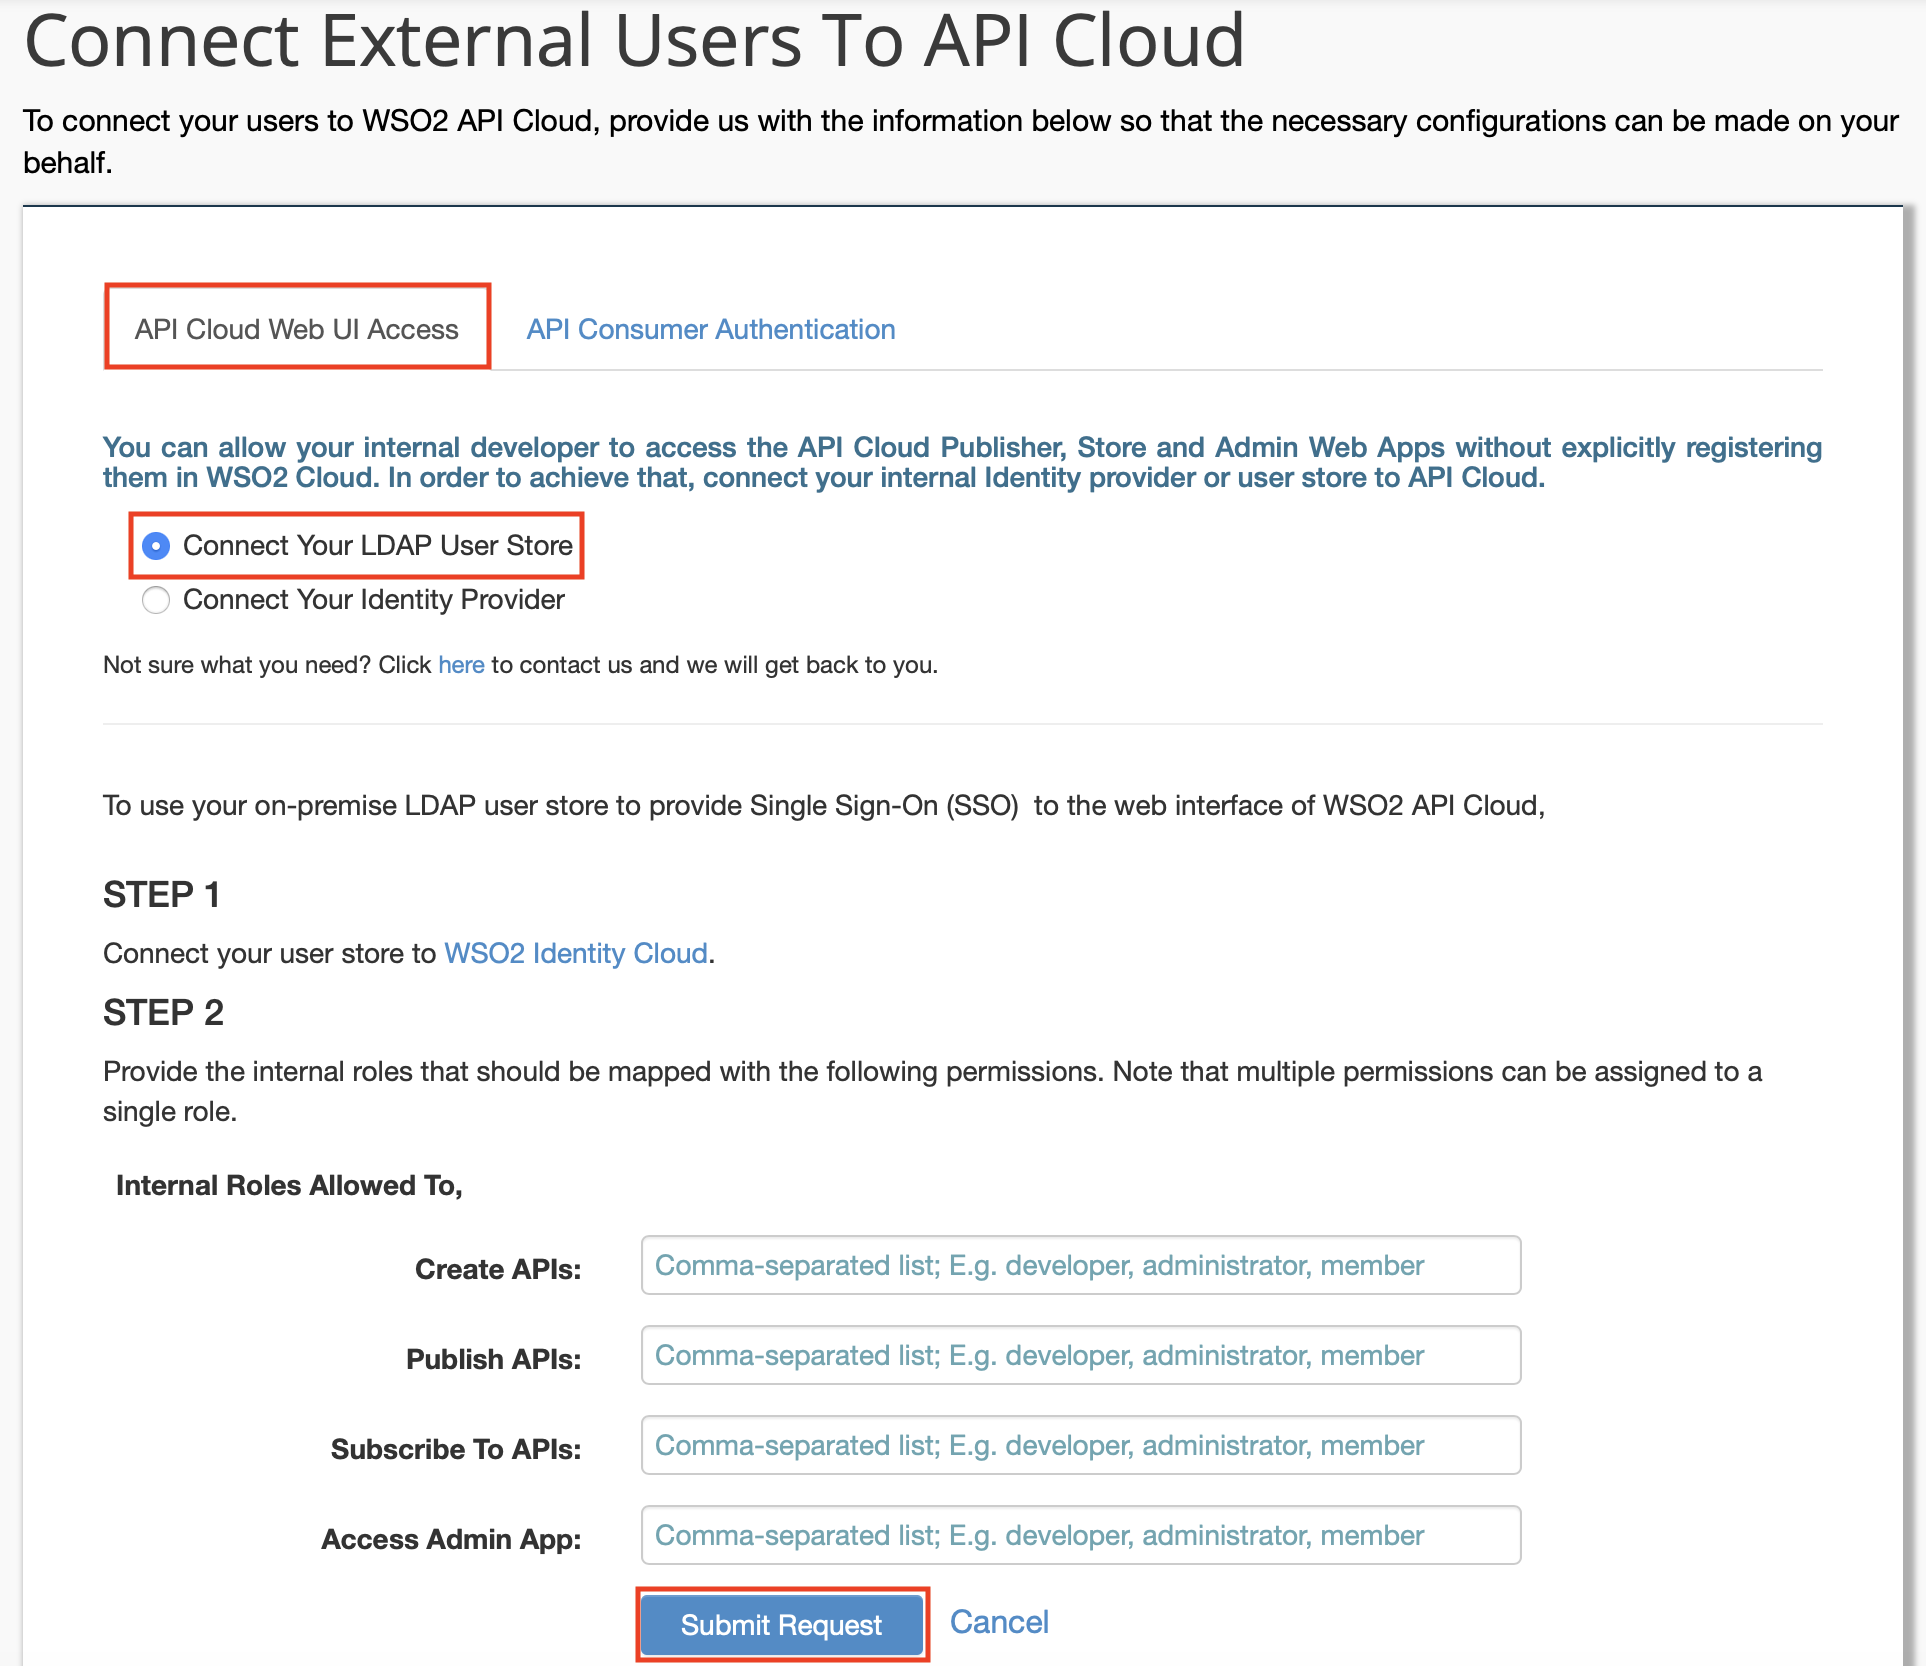 Connect External Users To API Cloud
To connect your users to WSO2 API Cloud, provide us with the information below so that the necessary configurations can be made on your
behalf.
API Cloud Web UI Access
API Consumer Authentication
You can allow your internal developer to access the API Cloud Publisher, Store and Admin Web Apps without explicitly registering
them in WSO2 Cloud. In order to achieve that, connect your internal Identity provider or user store to API Cloud.
Connect Your LDAP User Store
Connect Your Identity Provider
Not sure what you need? Click here to contact us and we will get back to you.
To use your on-premise LDAP user store to provide Single Sign-On (SSO)  to the web interface of WSO2 API Cloud,
STEP 1
Connect your user store to WSO2 Identity Cloud.
STEP 2
Provide the internal roles that should be mapped with the following permissions. Note that multiple permissions can be assigned to a
single role.
Internal Roles Allowed To,
Create APIs: Comma-separated list; E.g. developer, administrator, member
Publish APIs: Comma-separated list; E.g. developer, administrator, member
Subscribe To APIs: Comma-separated list; E.g. developer, administrator, member
Access Admin App: Comma-separated list; E.g. developer, administrator, member
Submit Request Cancel